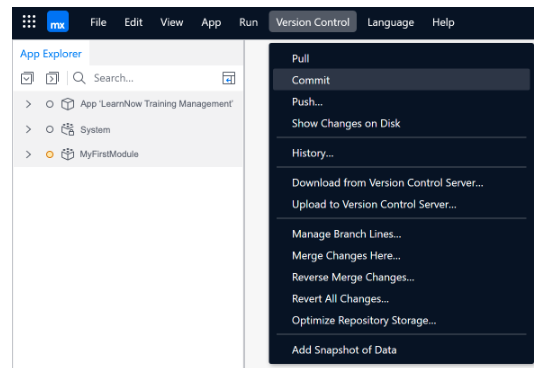 mx File Edit View App Run Version Control Language Help
App Explorer
Search...
App 'LearnNow Training Management'
System
MyFirstModule
Pull
Commit
Push...
Show Changes on Disk
History...
Download from Version Control Server...
Upload to Version Control Server...
Manage Branch Lines...
Merge Changes Here...
Reverse Merge Changes...
Revert All Changes...
Optimize Repository Storage...
Add Snapshot of Data